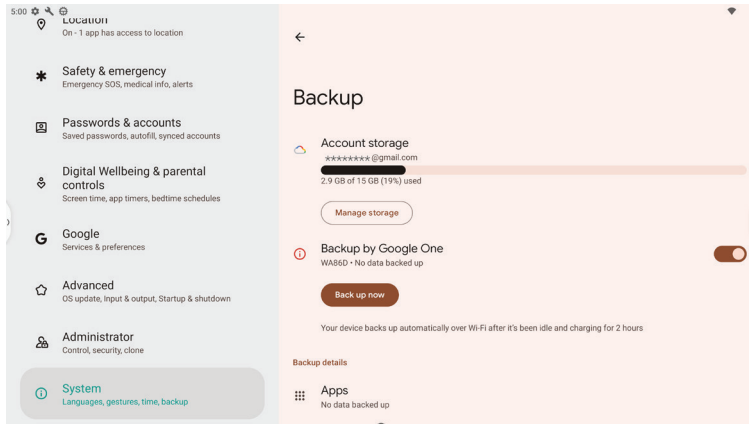 5:00
Location
On - 1 app has access to location
Safety & emergency
Emergency SOS, medical info, alerts
Passwords & accounts
Saved passwords, autofill, synced accounts
Digital Wellbeing & parental
controls
Screen time, app timers, bedtime schedules
Google
Services & preferences
Advanced
OS update, Input & output, Startup & shutdown
Administrator
Control, security, clone
System
Languages, gestures, time, backup
Backup
Account storage
********@gmail.com
2.9 GB of 15 GB (19%) used
Manage storage
Backup by Google One
WA86D • No data backed up
Back up now
Your device backs up automatically over Wi-Fi after it's been idle and charging for 2 hours
Backup details
Apps
No data backed up